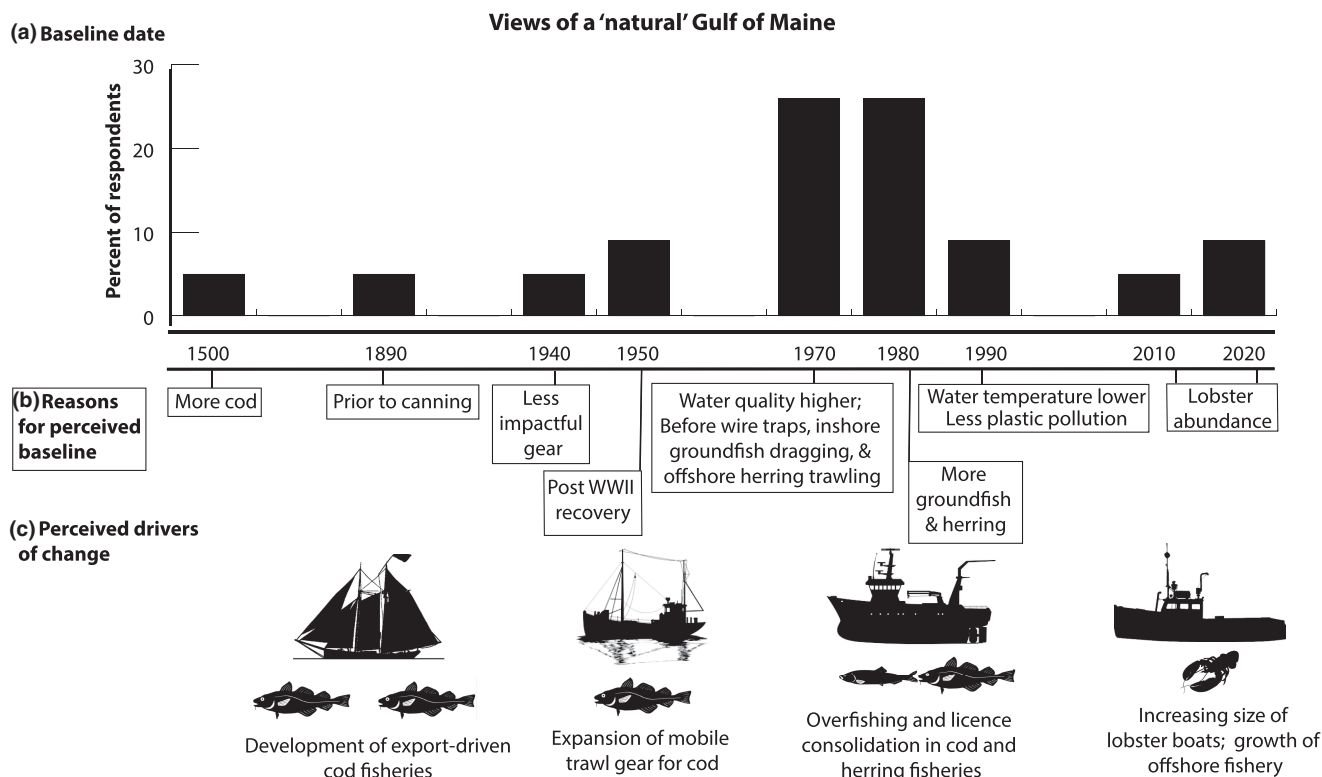 Views of a ‘natural’ Gulf of Maine
(a) Baseline date
Percent of respondents
30
20
10
0
1500 1890 1940 1950 1970 1980 1990 2010 2020
(b) Reasons
for perceived
baseline
More cod
Prior to canning
Less
impactful
gear
Post WWII
recovery
Water quality higher;
Before wire traps, inshore
groundfish dragging, &
offshore herring trawling
More
groundfish
& herring
Water temperature lower
Less plastic pollution
Lobster
abundance
(c) Perceived drivers
of change
Development of export-driven
cod fisheries
Expansion of mobile
trawl gear for cod
Overfishing and licence
consolidation in cod and
herring fisheries
Increasing size of
lobster boats; growth of
offshore fishery